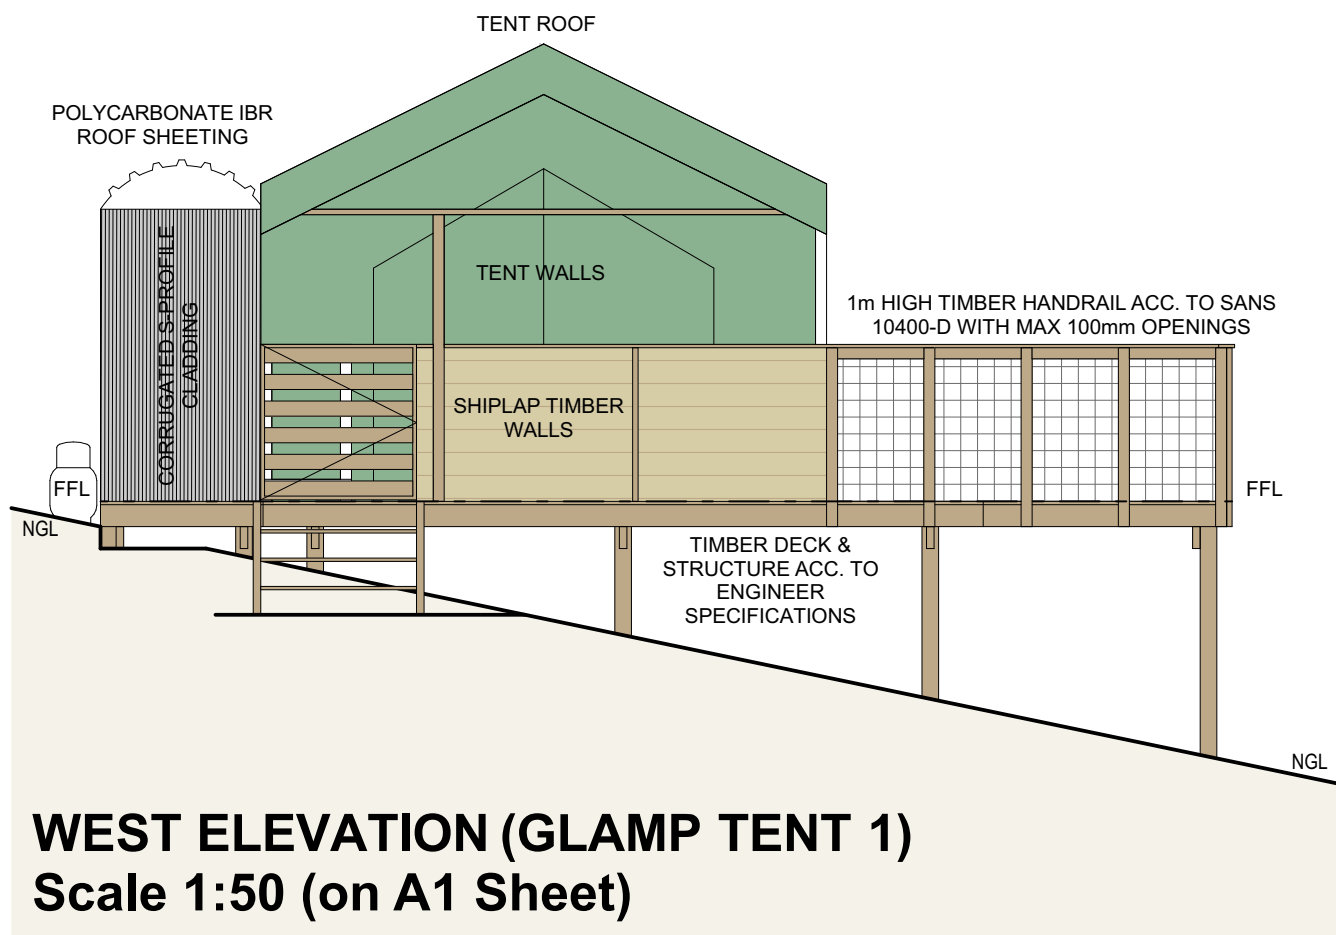 TENT ROOF
POLYCARBONATE IBR
ROOF SHEETING
CORRUGATED S-PROFILE
CLADDING
TENT WALLS
1m HIGH TIMBER HANDRAIL ACC. TO SANS
10400-D WITH MAX 100mm OPENINGS
SHIPLAP TIMBER
WALLS
FFL
FFL
NGL
TIMBER DECK &
STRUCTURE ACC. TO
ENGINEER
SPECIFICATIONS
NGL
WEST ELEVATION (GLAMP TENT 1)
Scale 1:50 (on A1 Sheet)